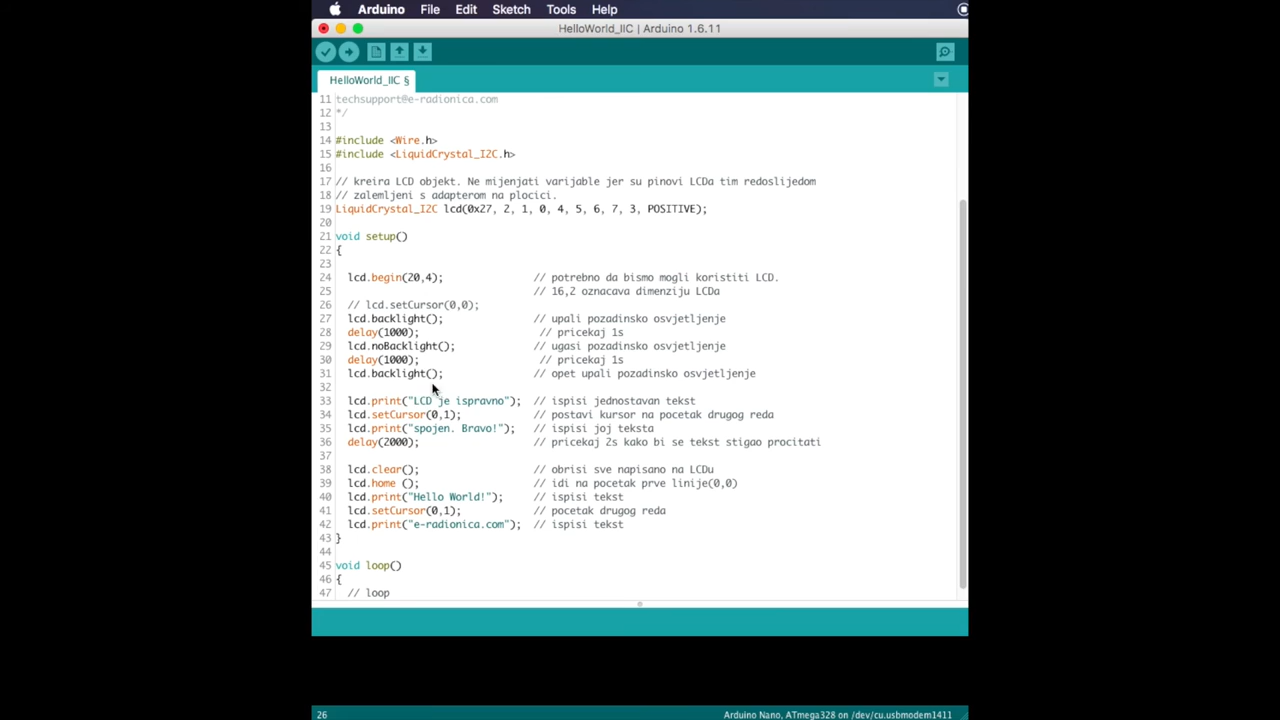 Arduino File Edit Sketch Tools Help
HelloWorld_IIC | Arduino 1.6.11
HelloWorld_IIC §
11 techsupport@e-radionica.com
12 */
13
14 #include <Wire.h>
15 #include <LiquidCrystal_I2C.h>
16
17 // kreira LCD objekt. Ne mijenjati varijable jer su pinovi LCDa tim redoslijedom
18 // zalemljeni s adapterom na plocici.
19 LiquidCrystal_I2C lcd(0x27, 2, 1, 0, 4, 5, 6, 7, 3, POSITIVE);
20
21 void setup()
22 {
23
24 lcd.begin(20,4); // potrebno da bismo mogli koristiti LCD.
25 // 16,2 oznacava dimenziju LCDa
26 // lcd.setCursor(0,0);
27 lcd.backlight(); // upali pozadinsko osvjetljenje
28 delay(1000); // pricekaj 1s
29 lcd.noBacklight(); // ugasi pozadinsko osvjetljenje
30 delay(1000); // pricekaj 1s
31 lcd.backlight(); // opet upali pozadinsko osvjetljenje
32
33 lcd.print("LCD je ispravno"); // ispisi jednostavan tekst
34 lcd.setCursor(0,1); // postavi kursor na pocetak drugog reda
35 lcd.print("spojen. Bravo!"); // ispisi joj teksta
36 delay(2000); // pricekaj 2s kako bi se tekst stigao procitati
37
38 lcd.clear(); // obrisi sve napisano na LCDu
39 lcd.home (); // idi na pocetak prve linije(0,0)
40 lcd.print("Hello World!"); // ispisi tekst
41 lcd.setCursor(0,1); // pocetak drugog reda
42 lcd.print("e-radionica.com"); // ispisi tekst
43 }
44
45 void loop()
46 {
47 // loop
26 Arduino Nano, ATmega328 on /dev/cu.usbmodem1411